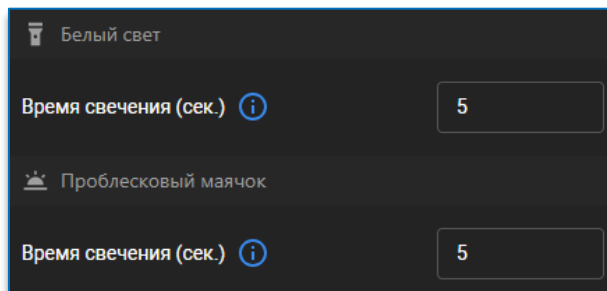 Белый свет
Время свечения (сек.) 5
Проблесковый маячок
Время свечения (сек.) 5